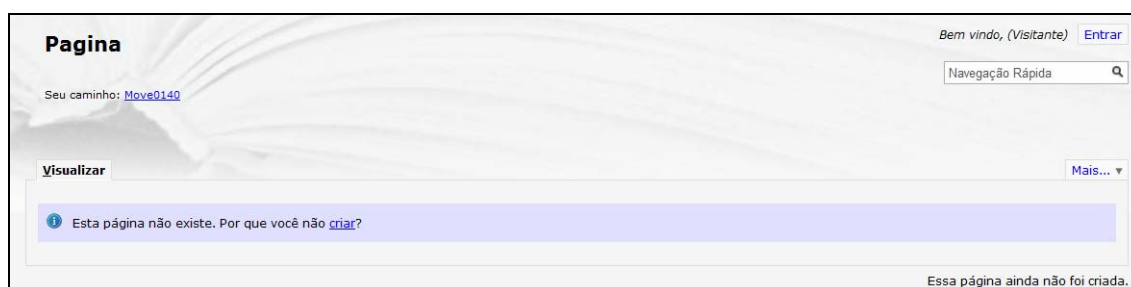 Pagina
Bem vindo, (Visitante) Entrar
Navegação Rápida
Seu caminho: Move0140
Visualizar
Mais...
Esta página não existe. Por que você não criar?
Essa página ainda não foi criada.